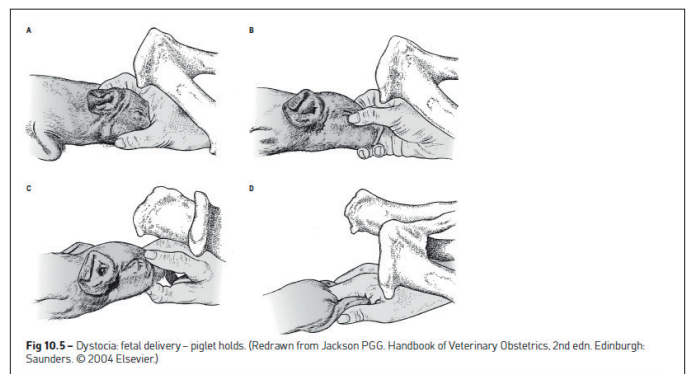 A
B
C
D
Fig 10.5 – Dystocia: fetal delivery – piglet holds. (Redrawn from Jackson PGG. Handbook of Veterinary Obstetrics, 2nd edn. Edinburgh:
Saunders. © 2004 Elsevier.)